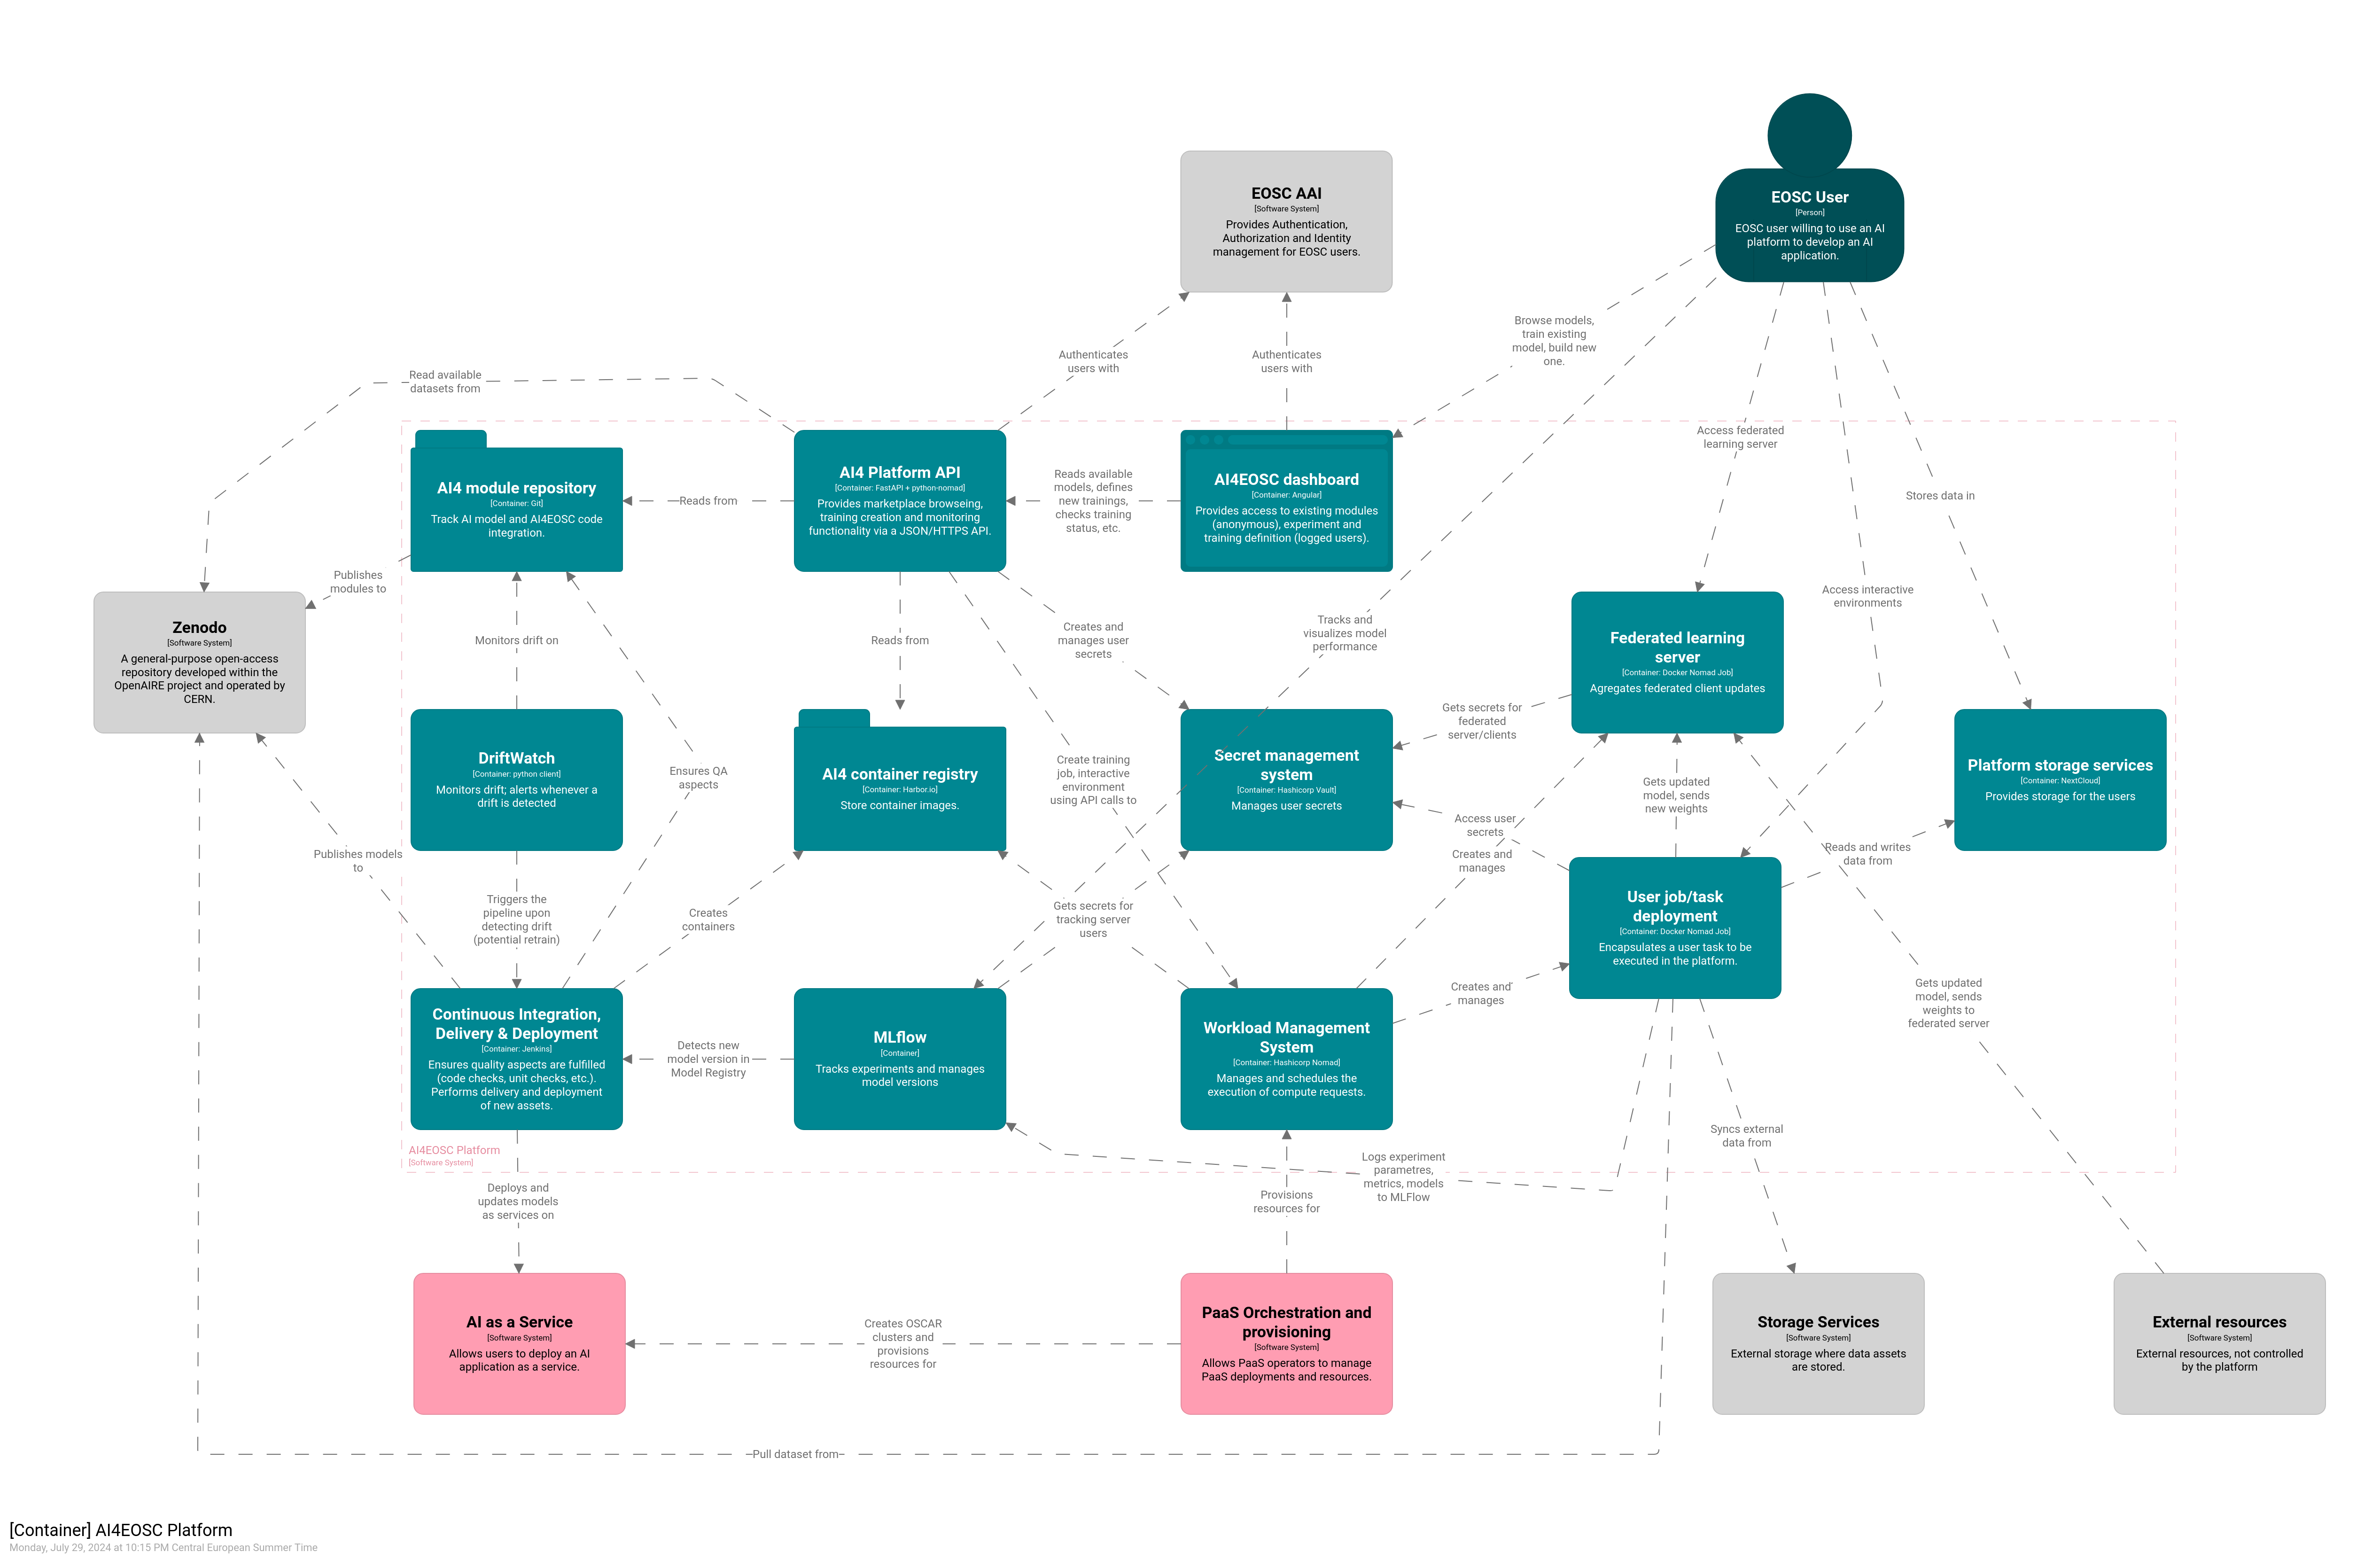 EOSC AAI
[Software System]
Provides Authentication,
Authorization and Identity
management for EOSC users.
EOSC User
[Person]
EOSC user willing to use an AI
platform to develop an AI
application.
Browse models,
train existing
model, build new
one.
Authenticates
users with
Authenticates
users with
Read available
datasets from
Access federated
learning server
Stores data in
AI4 module repository
[Container: Git]
Track AI model and AI4EOSC code
integration.
Reads from
AI4 Platform API
[Container: FastAPI + python-nomad]
Provides marketplace browseing,
training creation and monitoring
functionality via a JSON/HTTPS API.
Reads available
models, defines
new trainings,
checks training
status, etc.
AI4EOSC dashboard
[Container: Angular]
Provides access to existing modules
(anonymous), experiment and
training definition (logged users).
Publishes
modules to
Access interactive
environments
Zenodo
[Software System]
A general-purpose open-access
repository developed within the
OpenAIRE project and operated by
CERN.
Monitors drift on
Reads from
Creates and
manages user
secrets
Tracks and
visualizes model
performance
Federated learning
server
[Container: Docker Nomad Job]
Agregates federated client updates
Gets secrets for
federated
server/clients
DriftWatch
[Container: python client]
Monitors drift; alerts whenever a
drift is detected
Ensures QA
aspects
AI4 container registry
[Container: Harbor.io]
Store container images.
Create training
job, interactive
environment
using API calls to
Secret management
system
[Container: Hashicorp Vault]
Manages user secrets
Gets updated
model, sends
new weights
Platform storage services
[Container: NextCloud]
Provides storage for the users
Access user
secrets
Creates and
manages
Reads and writes
data from
Publishes models
to
Triggers the
pipeline upon
detecting drift
(potential retrain)
Creates
containers
Gets secrets for
tracking server
users
User job/task
deployment
[Container: Docker Nomad Job]
Encapsulates a user task to be
executed in the platform.
Creates and
manages
Gets updated
model, sends
weights to
federated server
Continuous Integration,
Delivery & Deployment
[Container: Jenkins]
Ensures quality aspects are fulfilled
(code checks, unit checks, etc.).
Performs delivery and deployment
of new assets.
Detects new
model version in
Model Registry
MLflow
[Container]
Tracks experiments and manages
model versions
Workload Management
System
[Container: Hashicorp Nomad]
Manages and schedules the
execution of compute requests.
Syncs external
data from
AI4EOSC Platform
[Software System]
Logs experiment
parametres,
metrics, models
to MLFlow
Deploys and
updates models
as services on
Provisions
resources for
AI as a Service
[Software System]
Allows users to deploy an AI
application as a service.
Creates OSCAR
clusters and
provisions
resources for
PaaS Orchestration and
provisioning
[Software System]
Allows PaaS operators to manage
PaaS deployments and resources.
Storage Services
[Software System]
External storage where data assets
are stored.
External resources
[Software System]
External resources, not controlled
by the platform
Pull dataset from
[Container] AI4EOSC Platform
Monday, July 29, 2024 at 10:15 PM Central European Summer Time